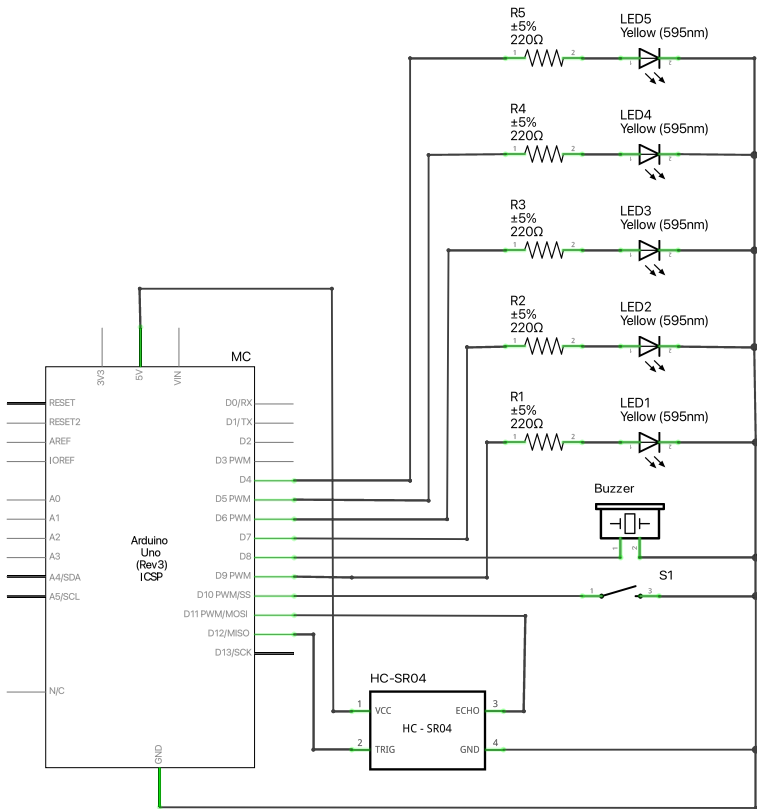 R5
±5%
220Ω
1
2
LED5
Yellow (595nm)
R4
±5%
220Ω
1
2
LED4
Yellow (595nm)
R3
±5%
220Ω
1
2
LED3
Yellow (595nm)
R2
±5%
220Ω
1
2
LED2
Yellow (595nm)
R1
±5%
220Ω
1
2
LED1
Yellow (595nm)
Buzzer
1
2
S1
1
3
MC
3V3
5V
VIN
RESET
RESET2
AREF
IOREF
A0
A1
A2
A3
A4/SDA
A5/SCL
N/C
Arduino
Uno
(Rev3)
ICSP
D0/RX
D1/TX
D2
D3 PWM
D4
D5 PWM
D6 PWM
D7
D8
D9 PWM
D10 PWM/SS
D11 PWM/MOSI
D12/MISO
D13/SCK
GND
HC-SR04
1
VCC
2
TRIG
HC - SR04
ECHO
3
GND
4